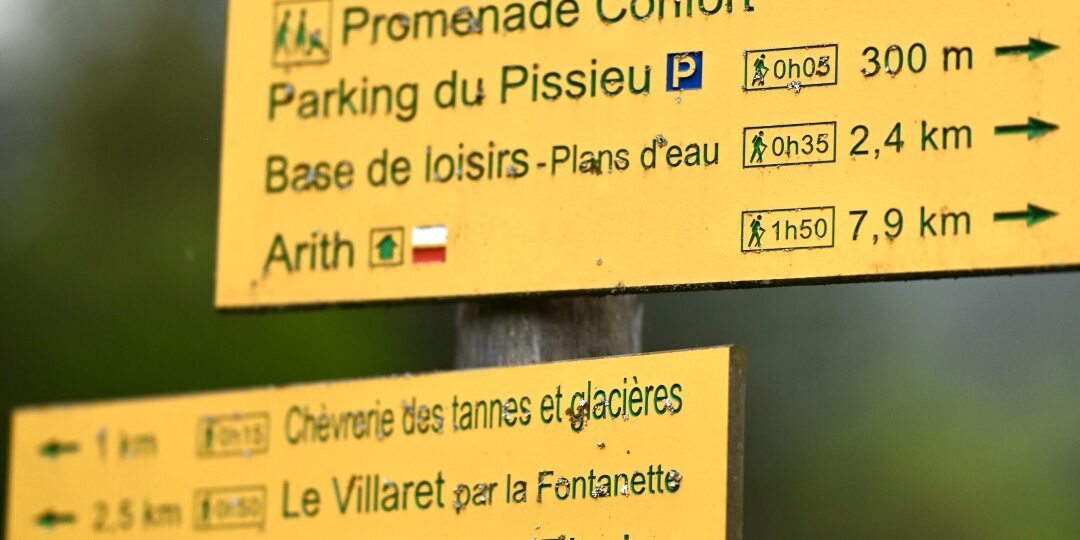 Promenade Confort
Parking du Pissieu P 0h05 300 m
Base de loisirs - Plans d'eau 0h35 2,4 km
Arith 1h50 7,9 km
1 km 0h15 Chèvrerie des tannes et glacières
2,5 km 0h50 Le Villaret par la Fontanette